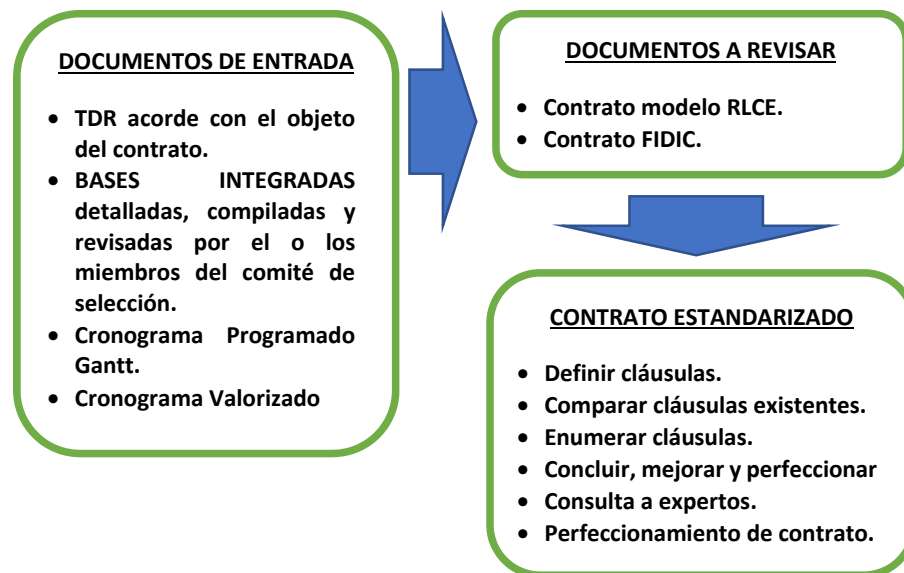 DOCUMENTOS DE ENTRADA
• TDR acorde con el objeto
del contrato.
• BASES INTEGRADAS
detalladas, compiladas y
revisadas por el o los
miembros del comité de
selección.
• Cronograma Programado
Gantt.
• Cronograma Valorizado
DOCUMENTOS A REVISAR
• Contrato modelo RLCE.
• Contrato FIDIC.
CONTRATO ESTANDARIZADO
• Definir cláusulas.
• Comparar cláusulas existentes.
• Enumerar cláusulas.
• Concluir, mejorar y perfeccionar
• Consulta a expertos.
• Perfeccionamiento de contrato.